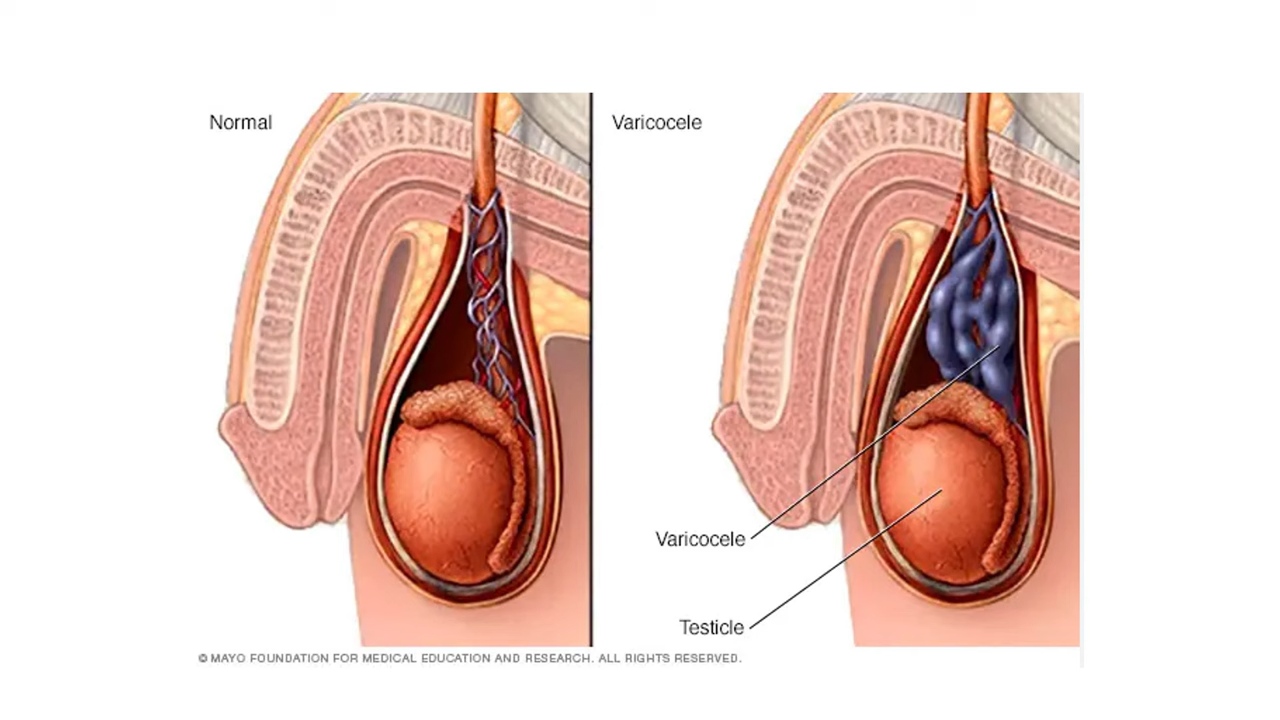 Normal
Varicocele
Varicocele
Testicle
© MAYO FOUNDATION FOR MEDICAL EDUCATION AND RESEARCH. ALL RIGHTS RESERVED.